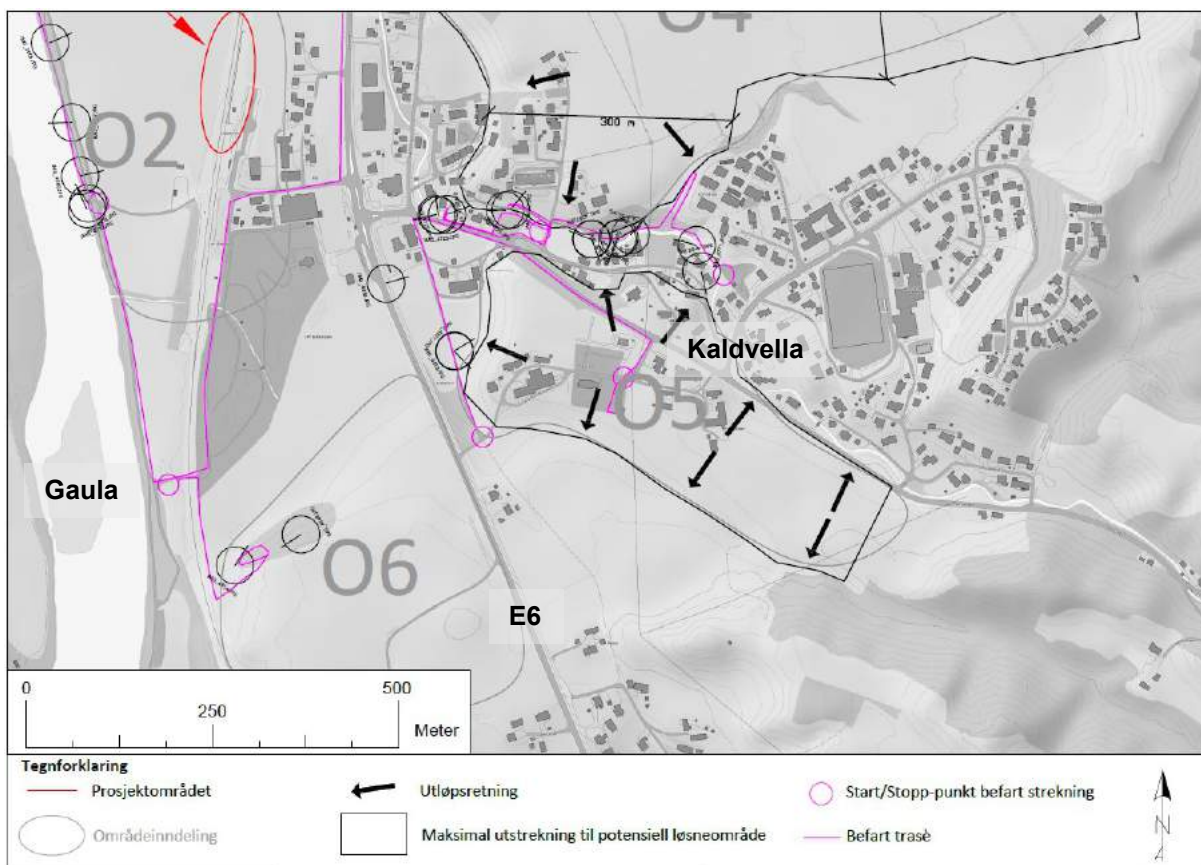 O4
O2
300 m
Kaldvella
O5
Gaula
O6
E6
0 500
250
Meter
Tegnforklaring
Prosjektområdet Utløpsretning Start/Stopp-punkt befart strekning
Områdeinndeling Maksimal utstrekning til potensiell løsneområde Befart trasè
N